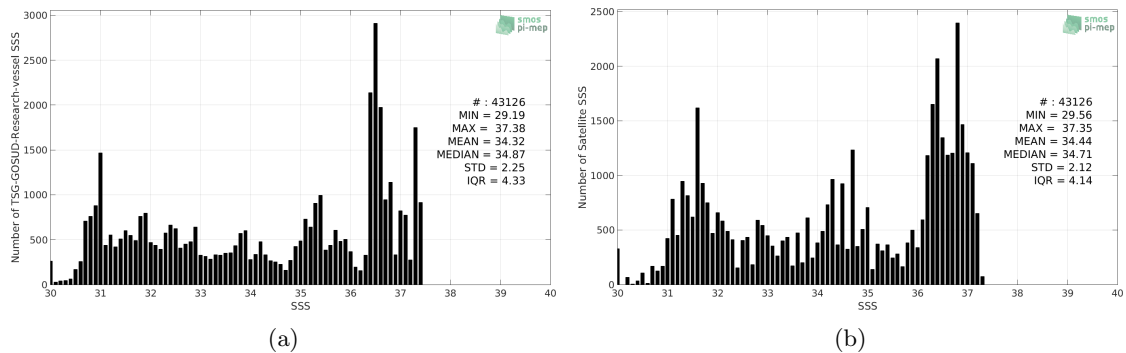 smos
pi-mep
3000
2500
2000
1500
1000
500
0
Number of TSG-GOSUD-Research-vessel SSS
# : 43126
MIN = 29.19
MAX = 37.38
MEAN = 34.32
MEDIAN = 34.87
STD = 2.25
IQR = 4.33
30 31 32 33 34 35 36 37 38 39 40
SSS
(a)
smos
pi-mep
2500
2000
1500
1000
500
0
Number of Satellite SSS
# : 43126
MIN = 29.56
MAX = 37.35
MEAN = 34.44
MEDIAN = 34.71
STD = 2.12
IQR = 4.14
30 31 32 33 34 35 36 37 38 39 40
SSS
(b)